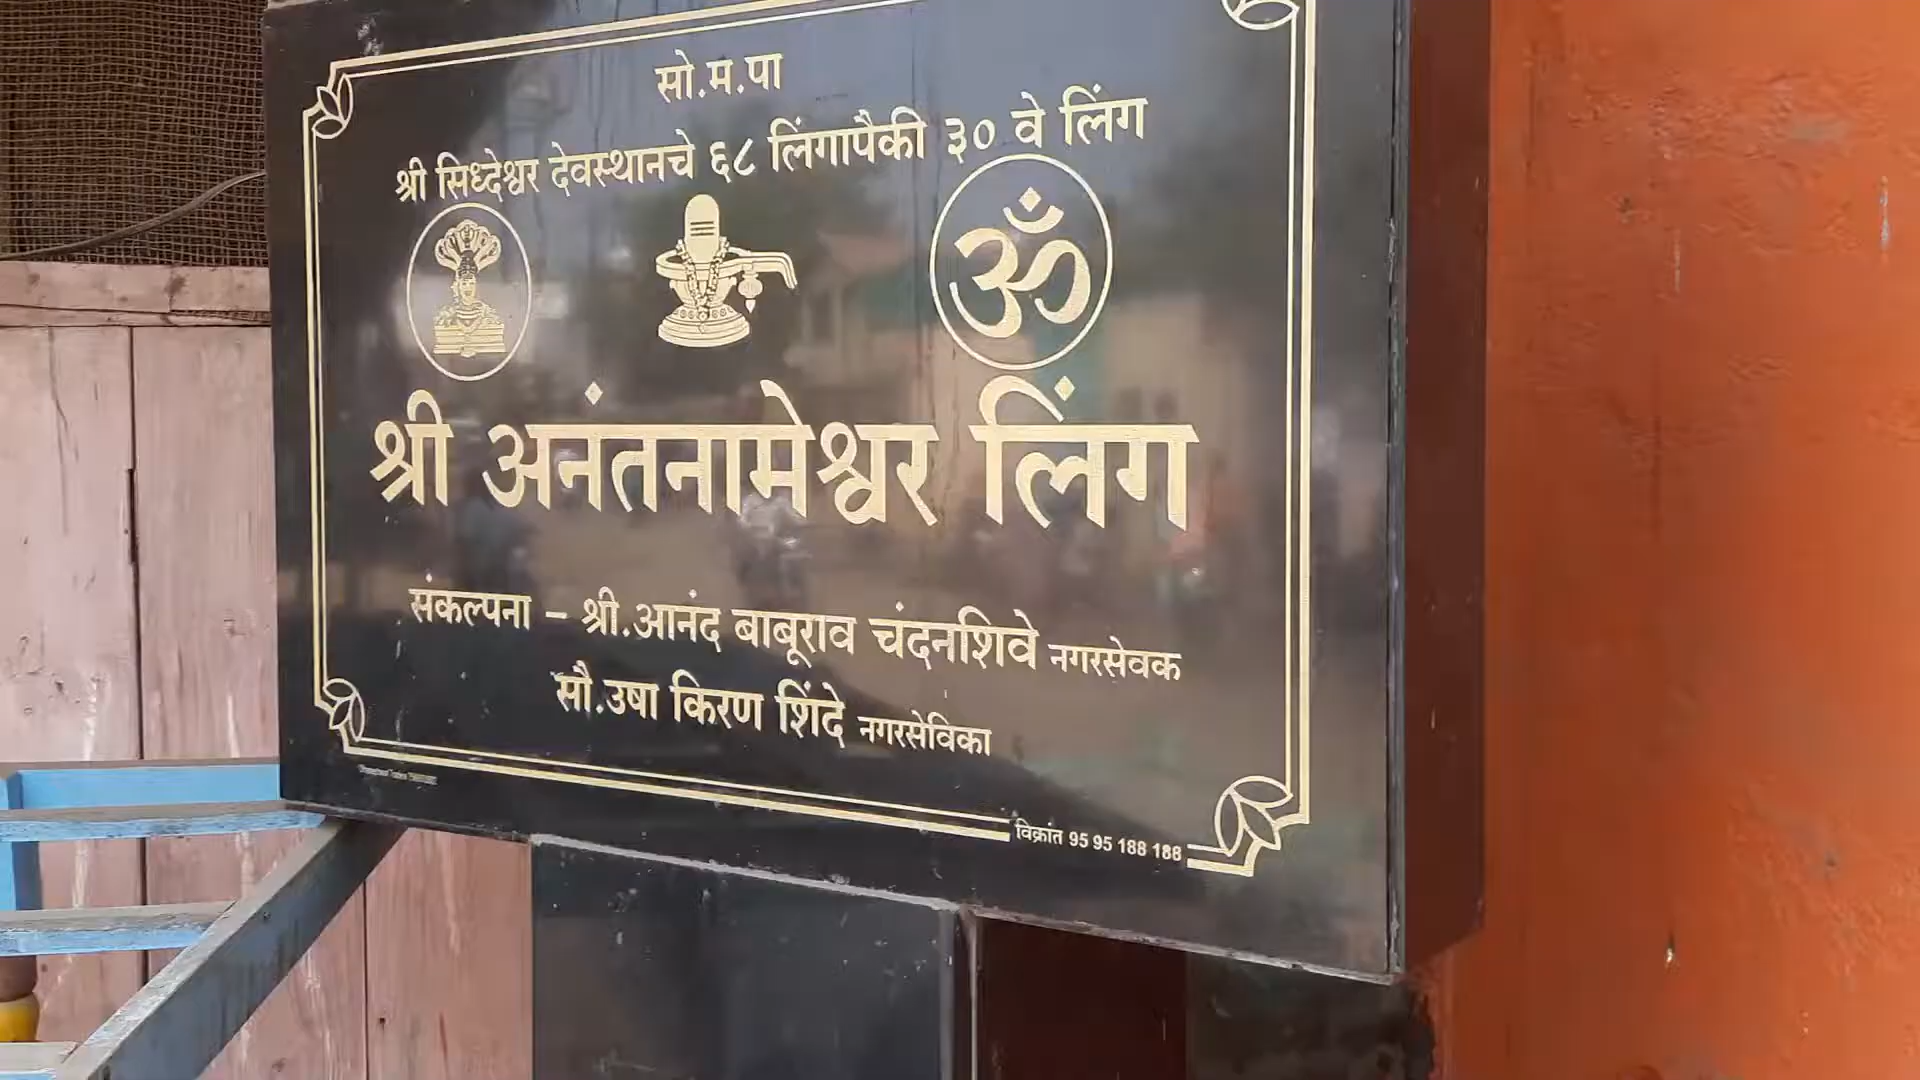 सो.म.पा
श्री सिध्देश्वर देवस्थानचे ६८ लिंगापैकी ३० वे लिंग
ॐ
श्री अनंतनामेश्वर लिंग
संकल्पना – श्री.आनंद बाबूराव चंदनशिवे नगरसेवक
सौ.उषा किरण शिंदे नगरसेविका
विक्रांत 95 95 188 188